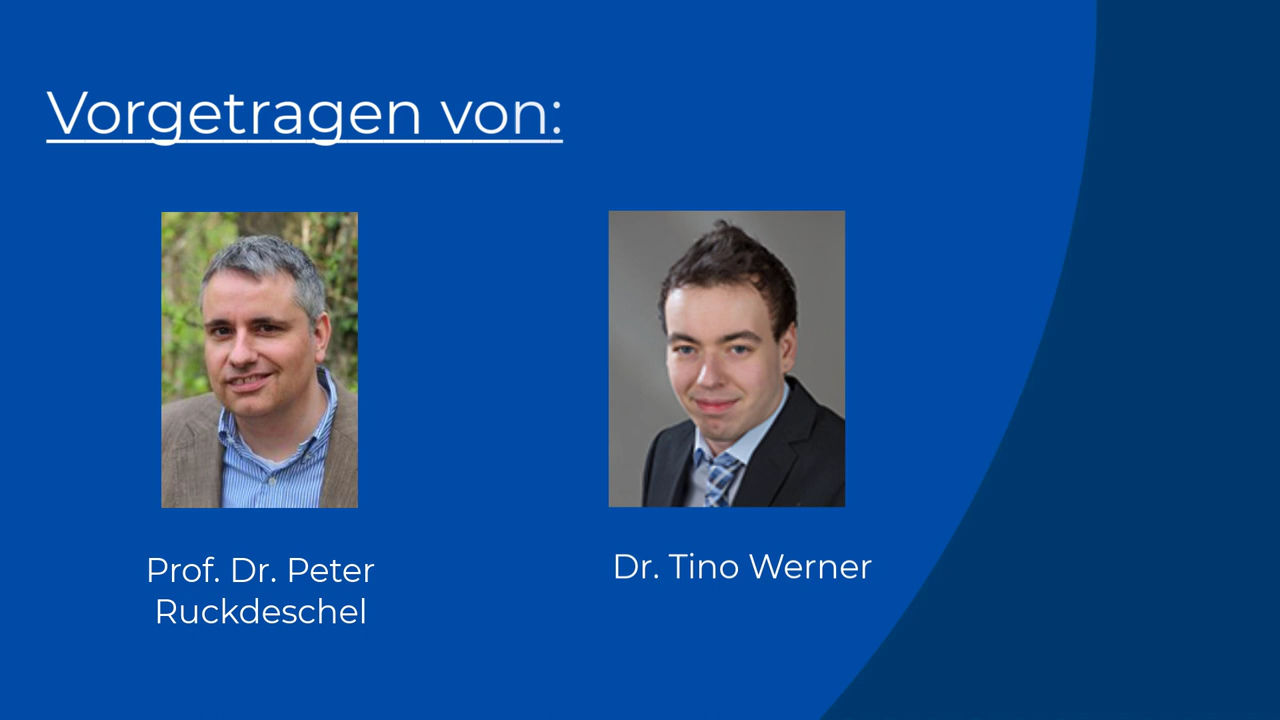 Vorgetragen von:
Prof. Dr. Peter
Ruckdeschel
Dr. Tino Werner